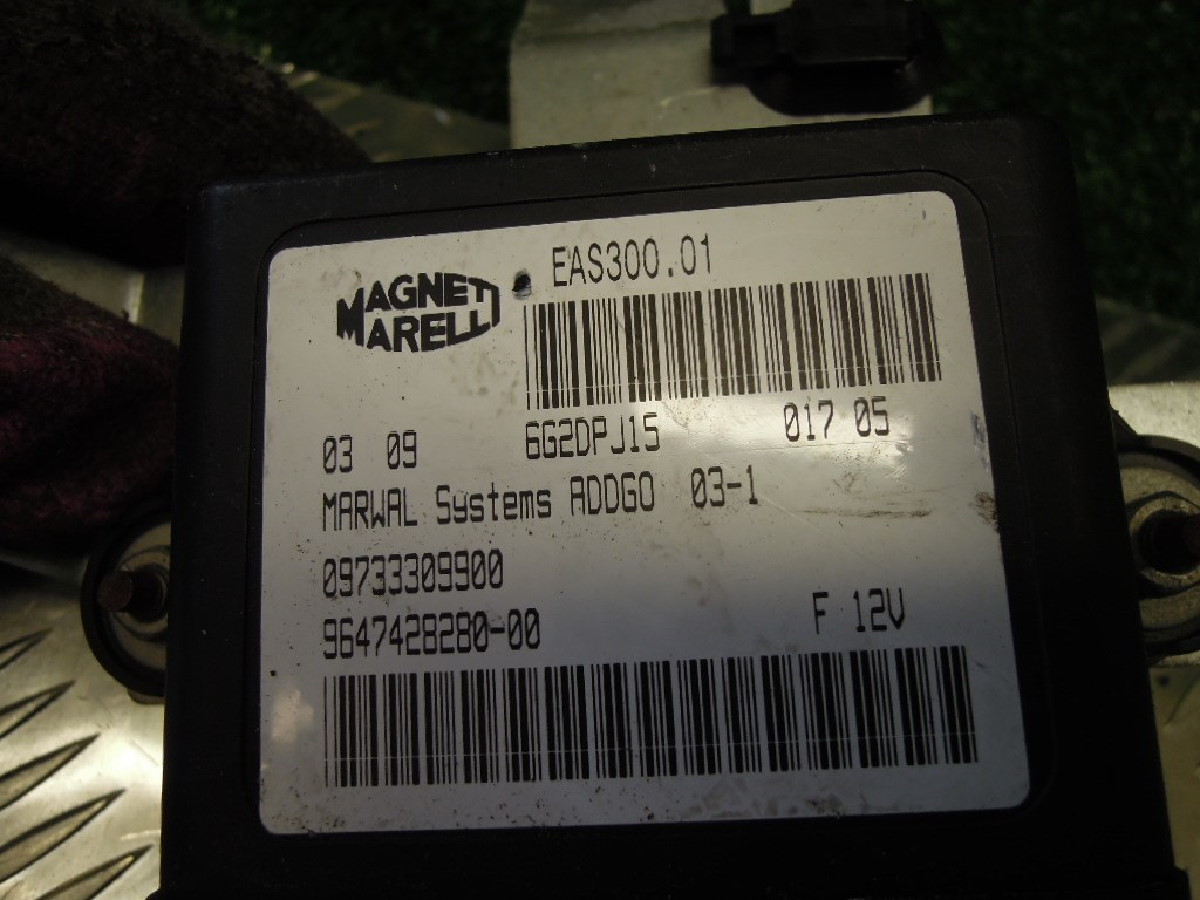 EAS300.01
MAGNETI
MARELLI
03 09 6G2DPJ15 017 05
MARWAL Systems ADDGO 03-1
09733309900
9647428280-00 F 12V